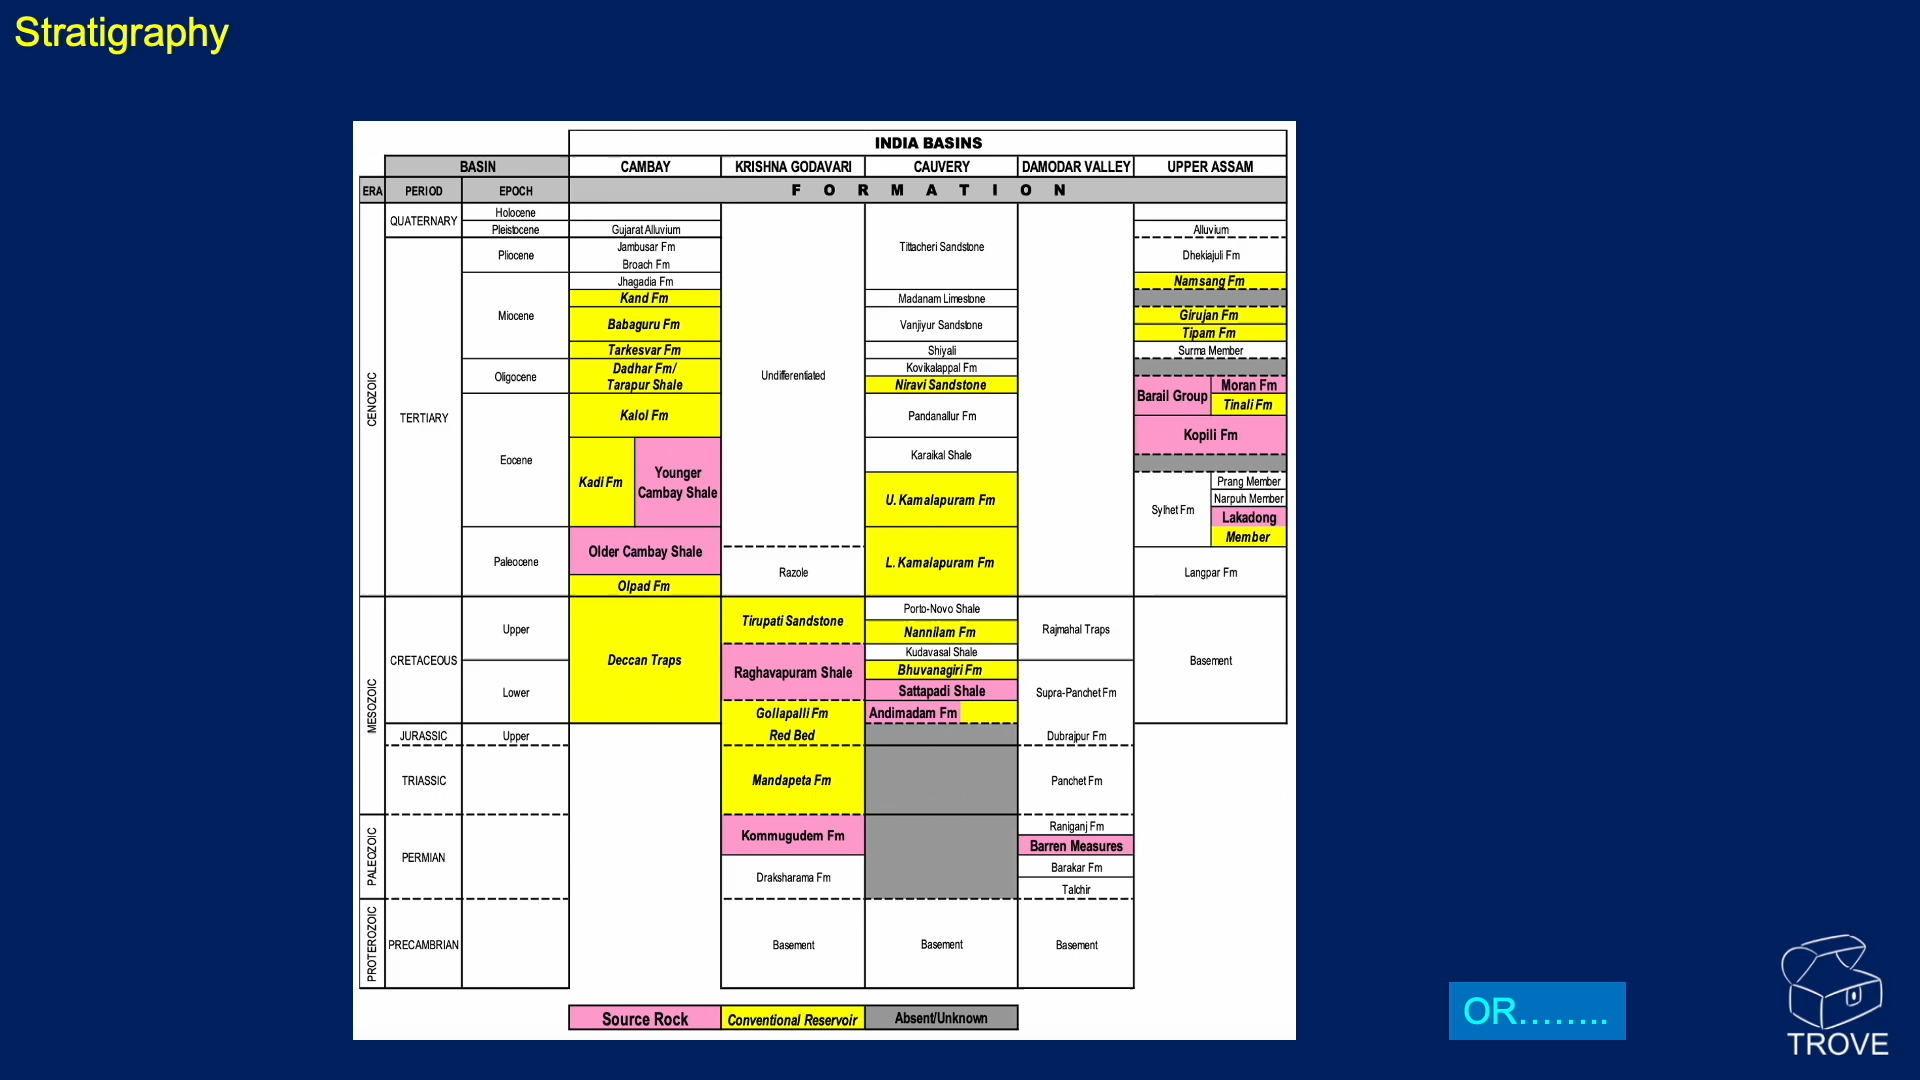 Stratigraphy
INDIA BASINS
BASIN CAMBAY KRISHNA GODAVARI CAUVERY DAMODAR VALLEY UPPER ASSAM
ERA PERIOD EPOCH F O R M A T I O N
CENOZOIC
QUATERNARY
Holocene
Pleistocene
TERTIARY
Pliocene
Miocene
Oligocene
Eocene
Paleocene
MESOZOIC
CRETACEOUS
Upper
Lower
JURASSIC
Upper
TRIASSIC
PALEOZOIC
PERMIAN
PROTEROZOIC
PRECAMBRIAN
Gujarat Alluvium
Jambusar Fm
Broach Fm
Jhagadia Fm
Kand Fm
Babaguru Fm
Tarkesvar Fm
Dadhar Fm/
Tarapur Shale
Kalol Fm
Kadi Fm
Younger
Cambay Shale
Older Cambay Shale
Olpad Fm
Deccan Traps
Undifferentiated
Razole
Tirupati Sandstone
Raghavapuram Shale
Gollapalli Fm
Red Bed
Mandapeta Fm
Kommugudem Fm
Draksharama Fm
Basement
Tittacheri Sandstone
Madanam Limestone
Vanjiyur Sandstone
Shiyali
Kovikalappal Fm
Niravi Sandstone
Pandanallur Fm
Karaikal Shale
U. Kamalapuram Fm
L. Kamalapuram Fm
Porto-Novo Shale
Nannilam Fm
Kudavasal Shale
Bhuvanagiri Fm
Sattapadi Shale
Andimadam Fm
Basement
Rajmahal Traps
Supra-Panchet Fm
Dubrajpur Fm
Panchet Fm
Raniganj Fm
Barren Measures
Barakar Fm
Talchir
Basement
Alluvium
Dhekiajuli Fm
Namsang Fm
Girujan Fm
Tipam Fm
Surma Member
Barail Group
Moran Fm
Tinali Fm
Kopili Fm
Sylhet Fm
Prang Member
Narpuh Member
Lakadong
Member
Langpar Fm
Basement
Source Rock Conventional Reservoir Absent/Unknown
OR........
TROVE